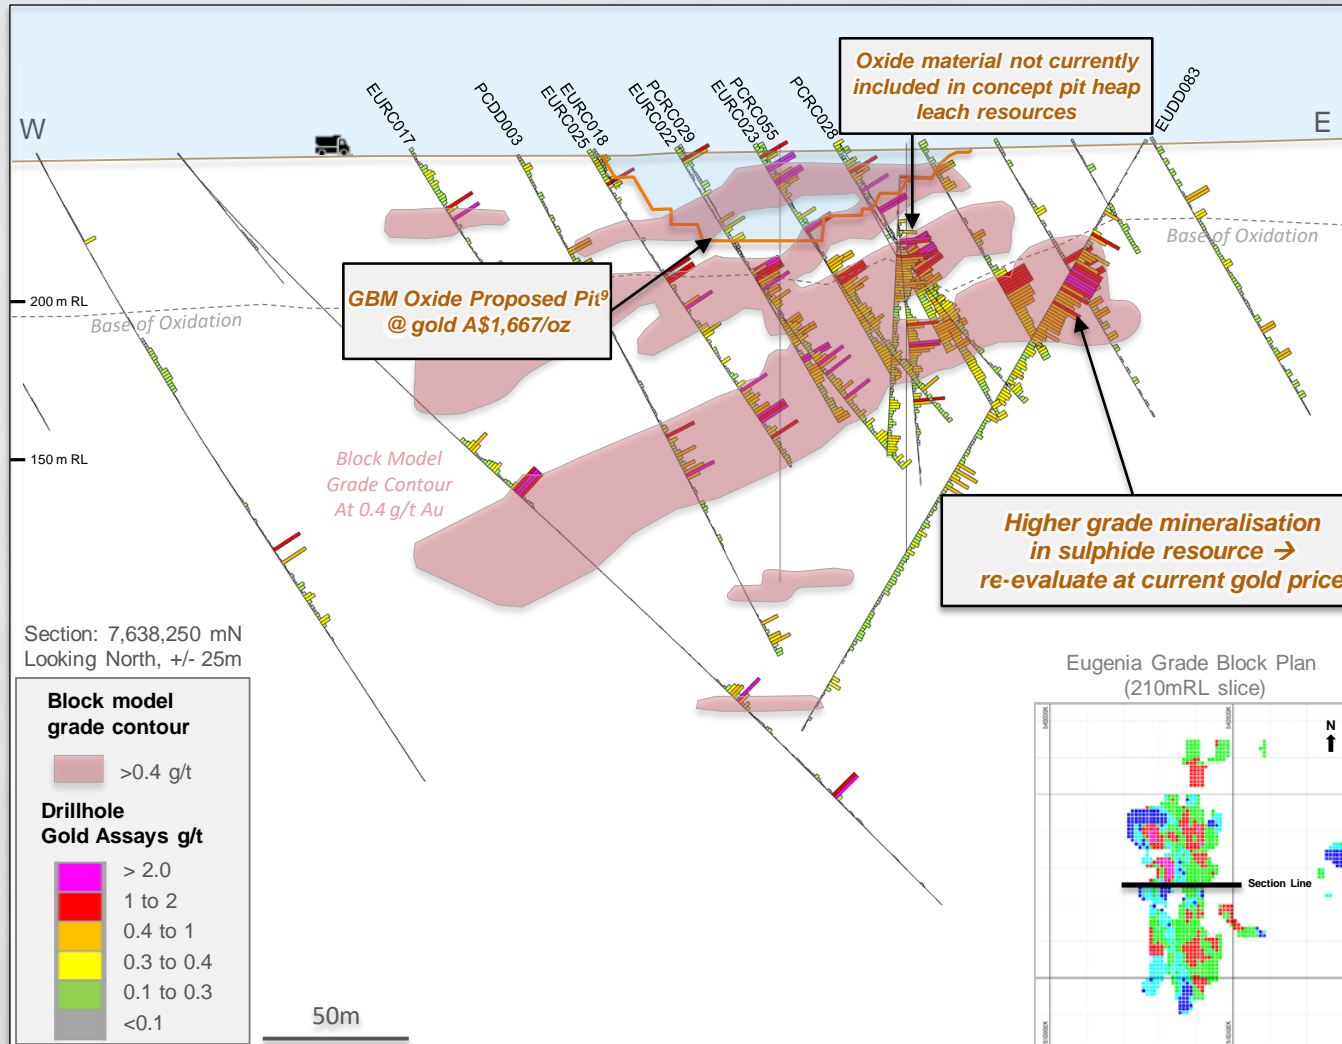 Oxide material not currently
included in concept pit heap
leach resources
W
E
EURC017
PCDD003
EURC025
EURC018
EURC022
PCRC029
EURC023
PCRC055
PCRC028
EUDD083
Base of Oxidation
GBM Oxide Proposed Pit⁹
@ gold A$1,667/oz
200 m RL
Base of Oxidation
150 m RL
Block Model
Grade Contour
At 0.4 g/t Au
Higher grade mineralisation
in sulphide resource →
re-evaluate at current gold price
Section: 7,638,250 mN
Looking North, +/- 25m
Block model
grade contour
>0.4 g/t
Drillhole
Gold Assays g/t
> 2.0
1 to 2
0.4 to 1
0.3 to 0.4
0.1 to 0.3
<0.1
50m
Eugenia Grade Block Plan
(210mRL slice)
N
Section Line